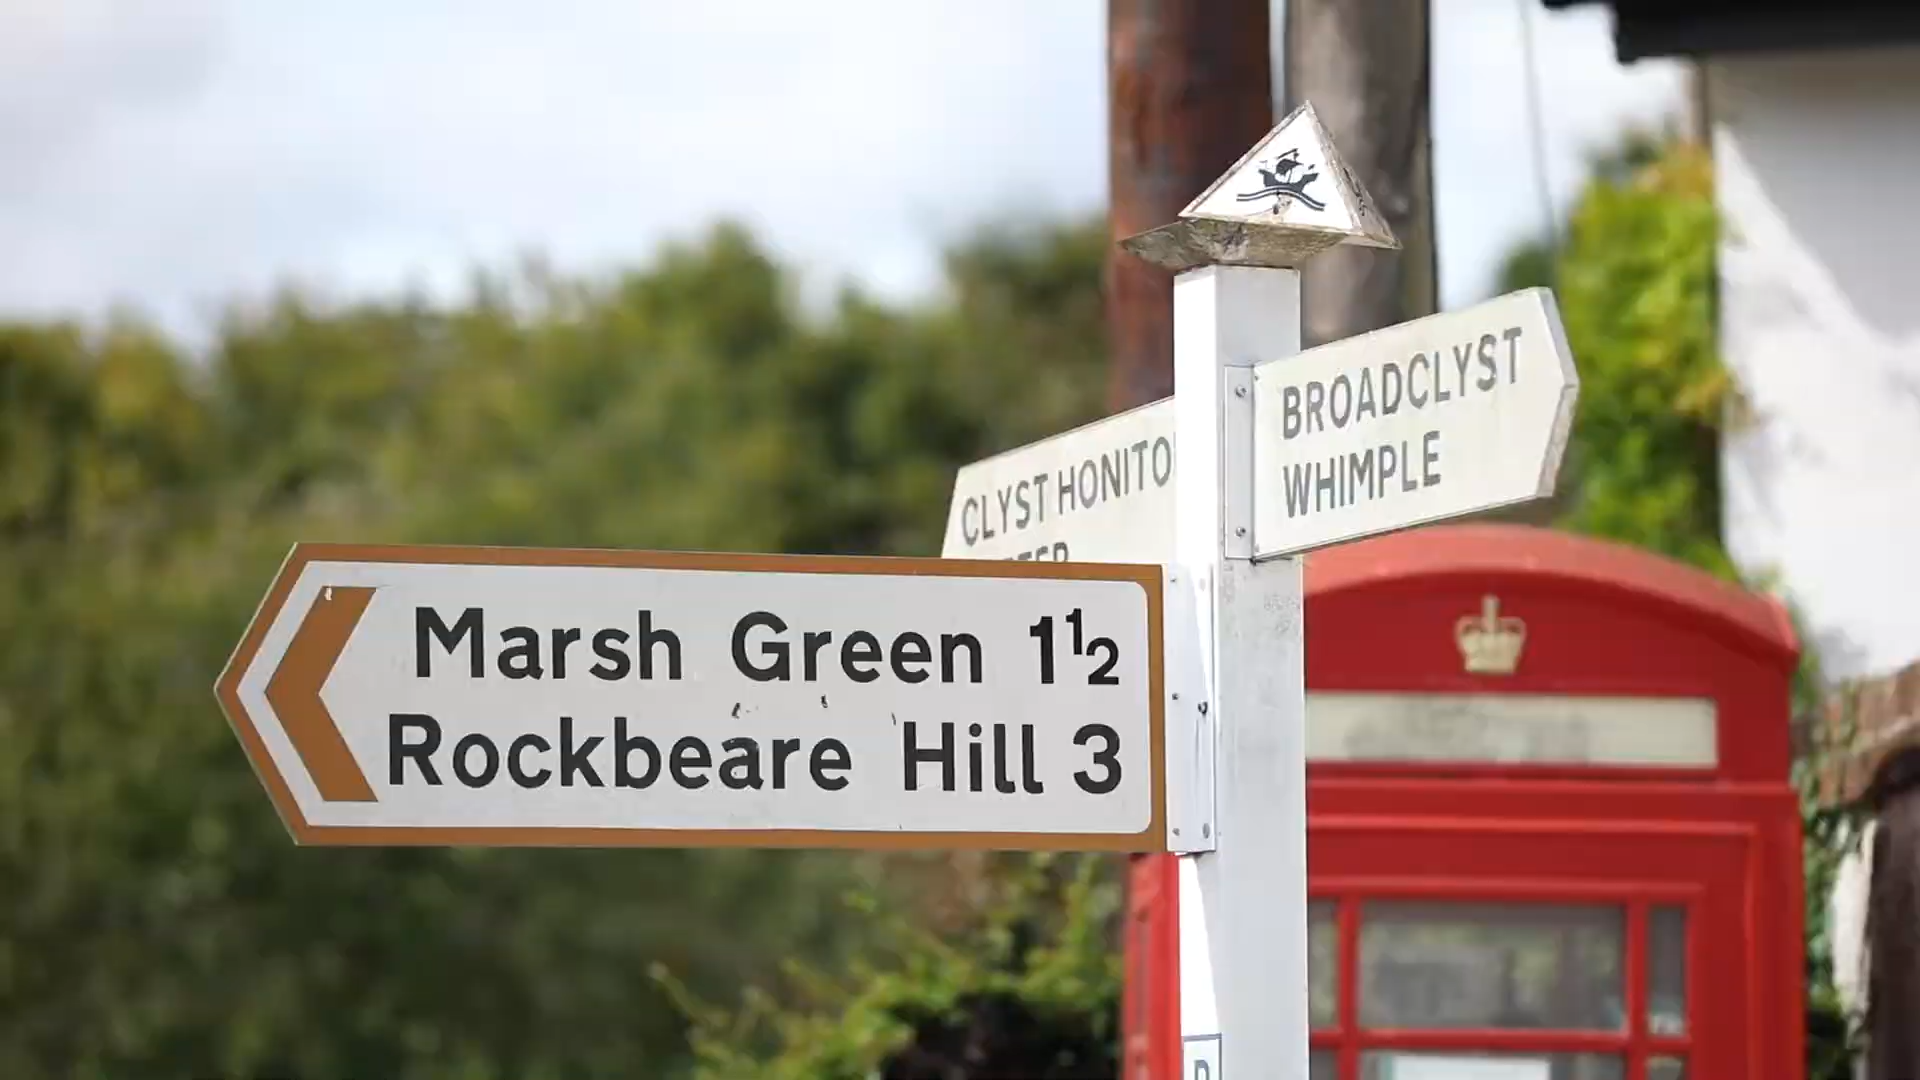 BROADCLYST
WHIMPLE
CLYST HONITO
Marsh Green 1½
Rockbeare Hill 3